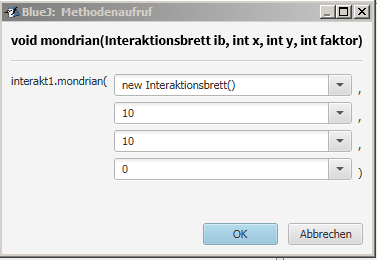 BlueJ: Methodenaufruf
void mondrian(Interaktionsbrett ib, int x, int y, int faktor)
interakt1.mondrian( new Interaktionsbrett() ,
10 ,
10 ,
0 )
OK Abbrechen